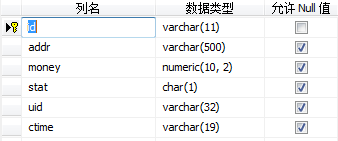 列名 数据类型 允许 Null 值
id varchar(11)
addr varchar(500)
money numeric(10, 2)
stat char(1)
uid varchar(32)
ctime varchar(19)